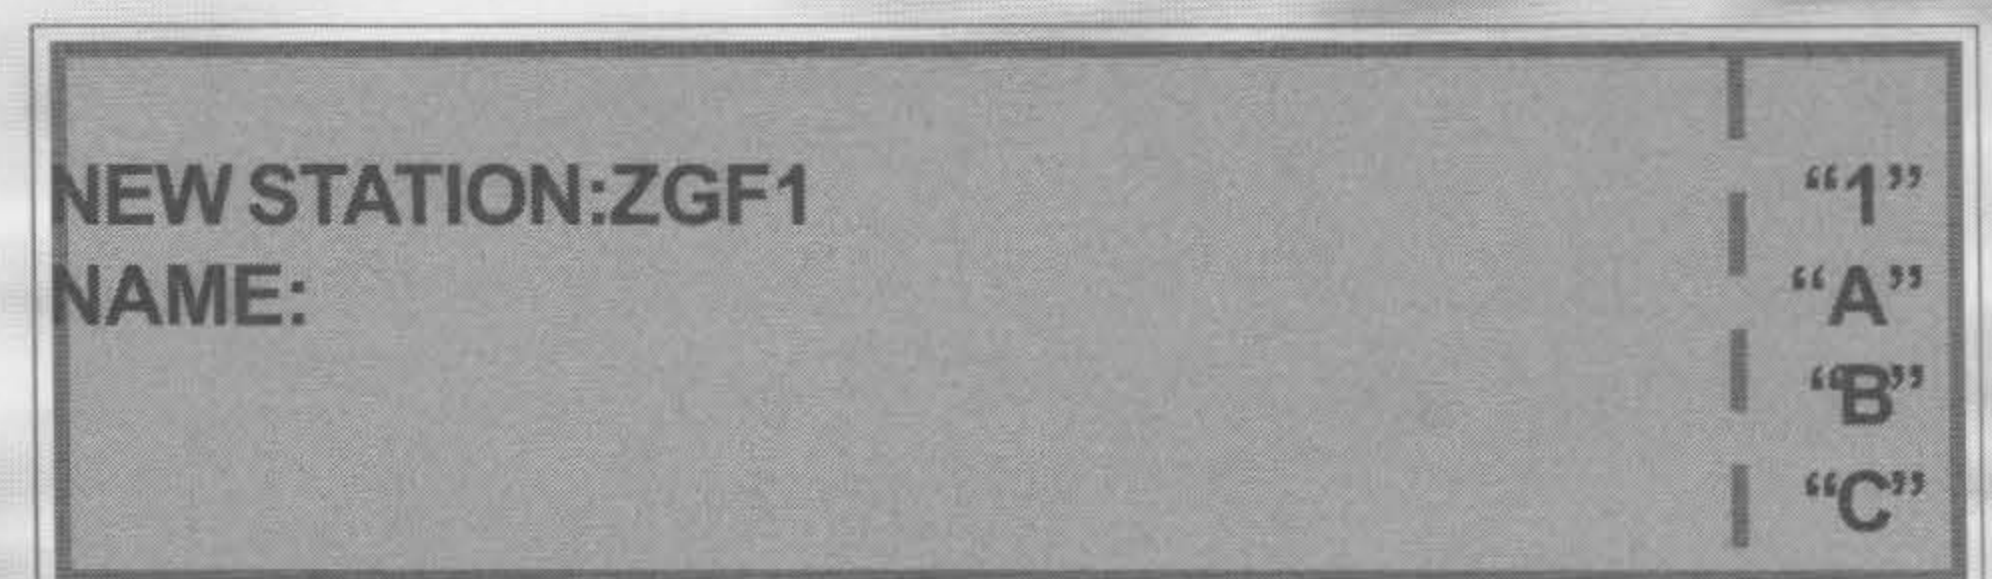 NEW STATION:ZGF1 “1”
NAME: “A”
“B”
“C”